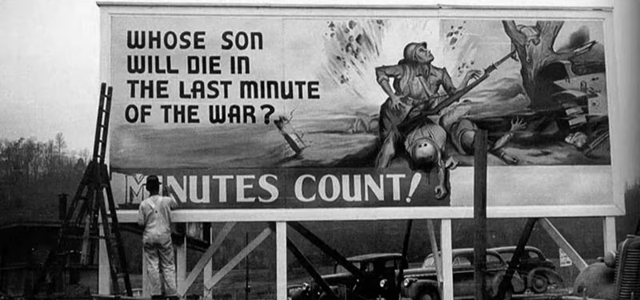 WHOSE SON
WILL DIE IN
THE LAST MINUTE
OF THE WAR?
MINUTES COUNT!